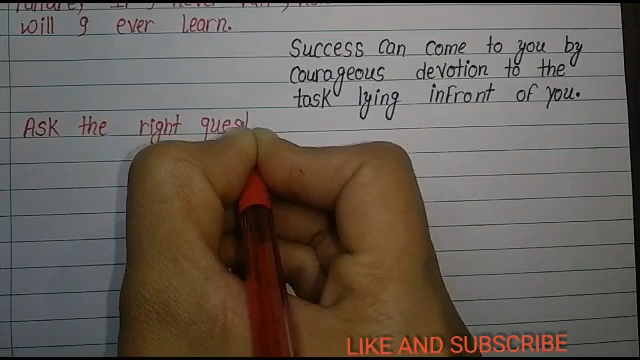 will I ever learn.
Success can come to you by
courageous devotion to the
task lying infront of you.
Ask the right ques
LIKE AND SUBSCRIBE